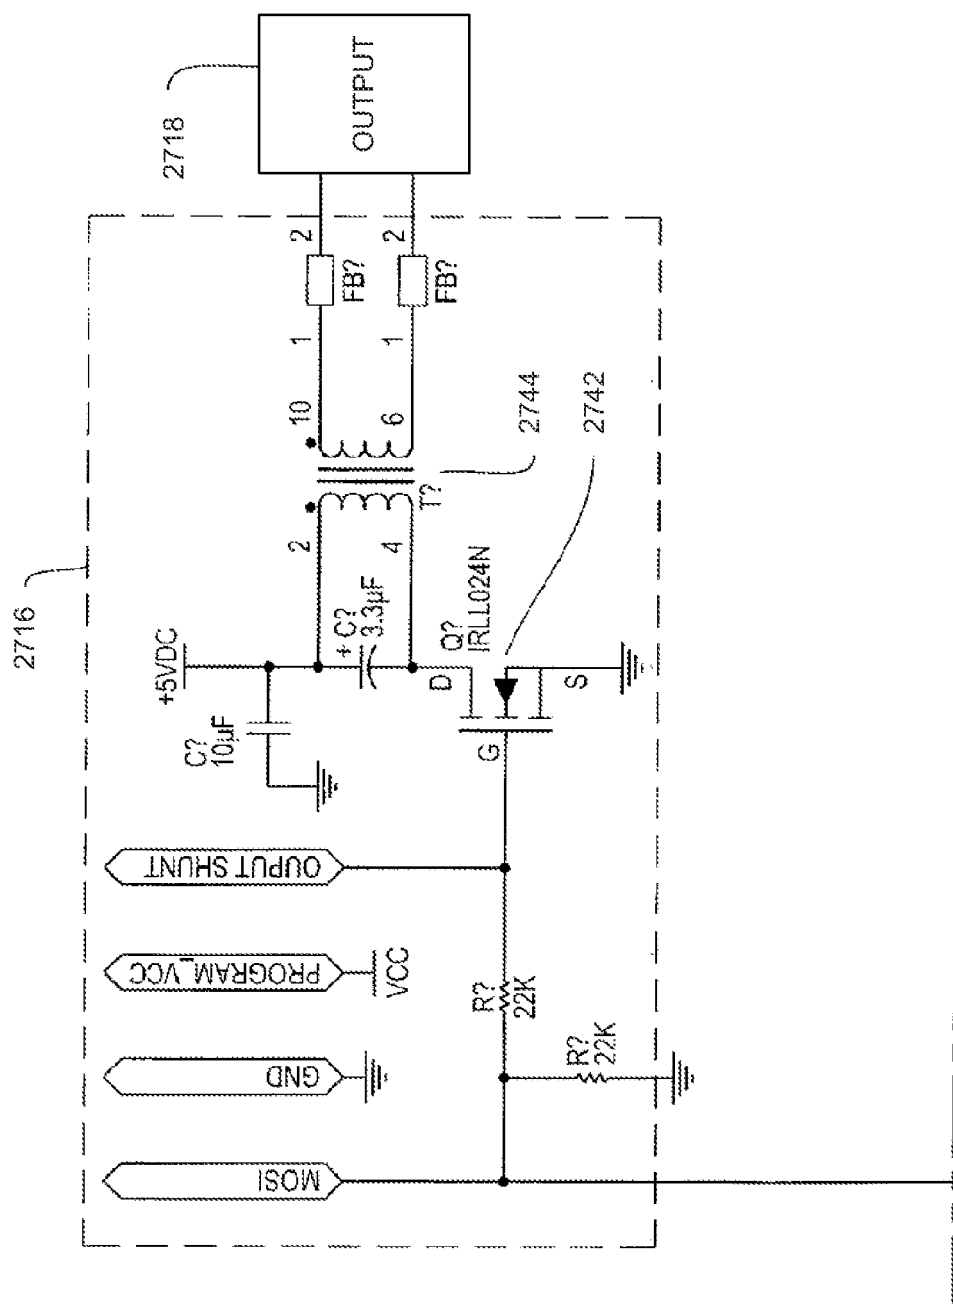 2718
OUTPUT
2716
2
2
FB?
FB?
1
1
10
6
2744
2742
T?
2
4
+5VDC
+ C?
3.3µF
Q?
IRLL024N
C?
10µF
D
S
G
OUPUT SHUNT
PROGRAM_VCC
VCC
GND
MOSI
R?
22K
R?
22K